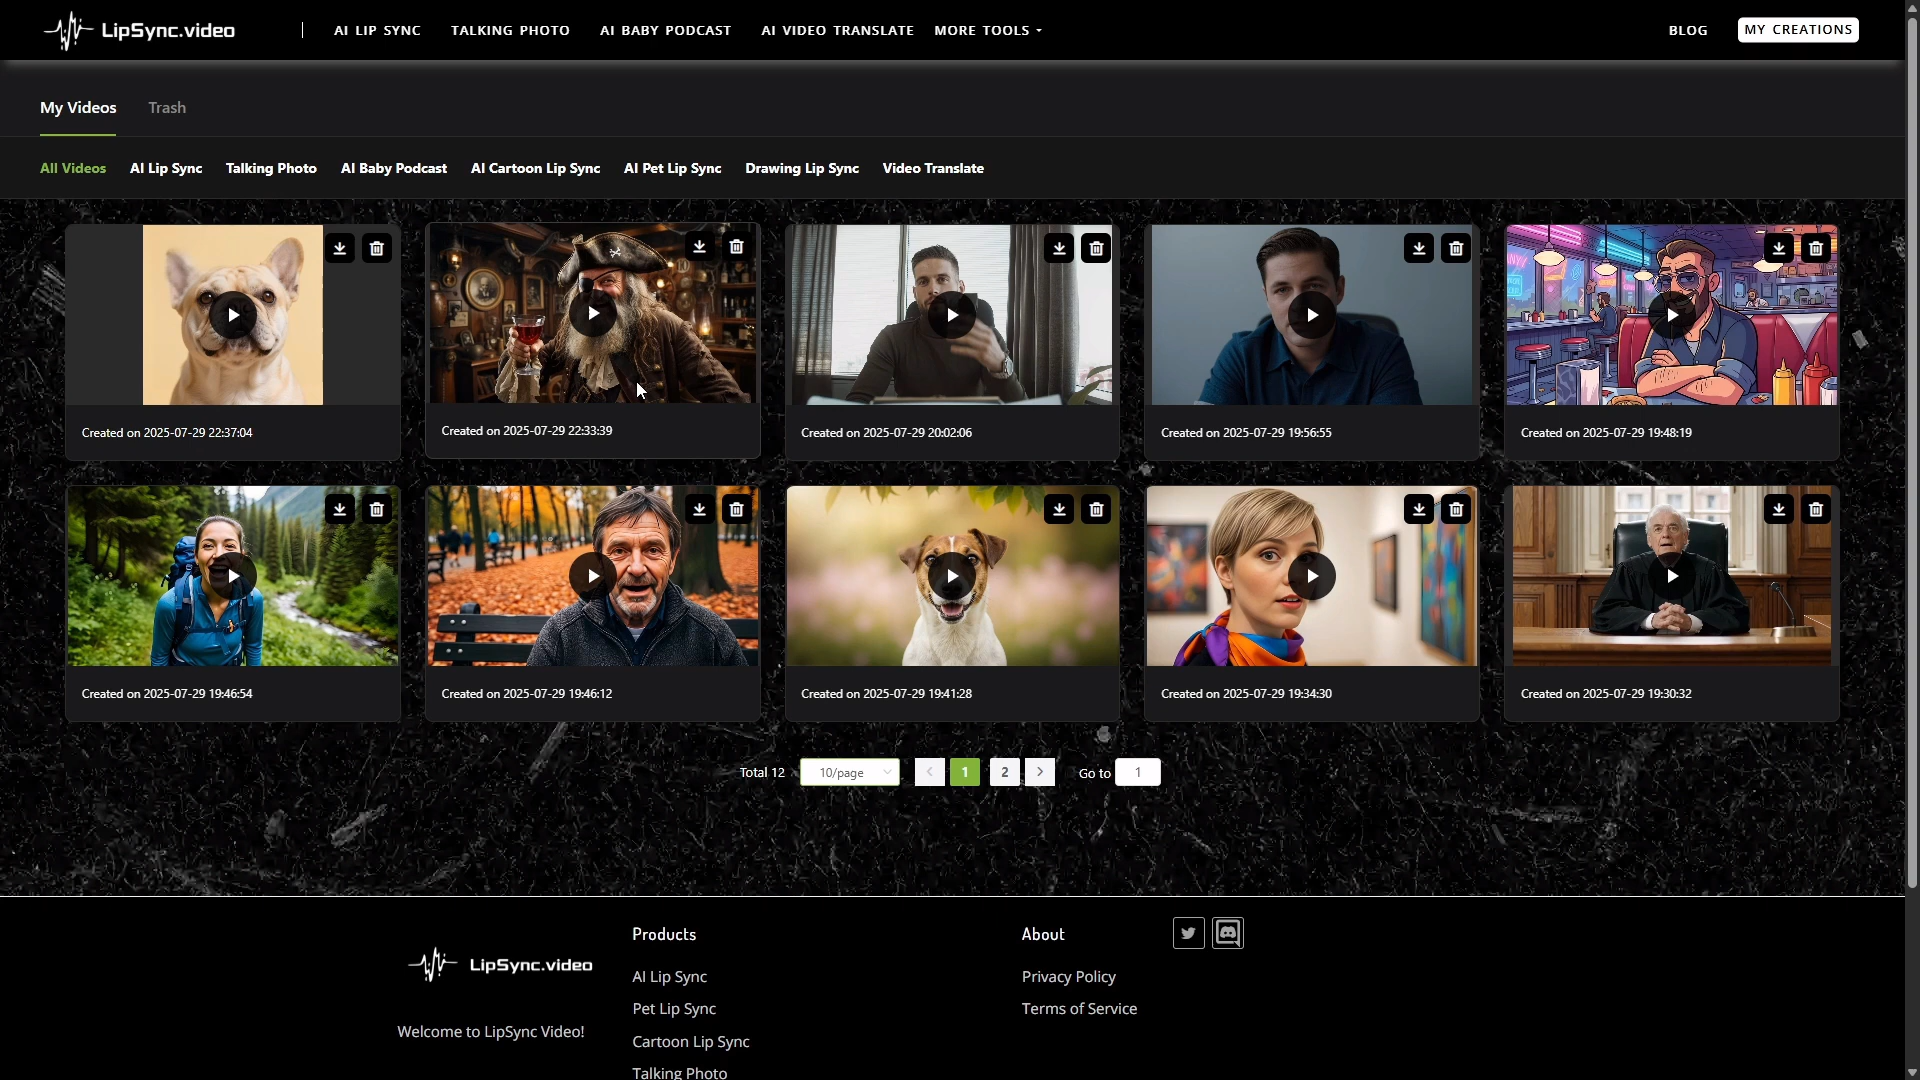 LipSync.video
AI LIP SYNC
TALKING PHOTO
AI BABY PODCAST
AI VIDEO TRANSLATE
MORE TOOLS
BLOG
MY CREATIONS
My Videos
Trash
All Videos
AI Lip Sync
Talking Photo
AI Baby Podcast
AI Cartoon Lip Sync
AI Pet Lip Sync
Drawing Lip Sync
Video Translate
Created on 2025-07-29 22:37:04
Created on 2025-07-29 22:33:39
Created on 2025-07-29 20:02:06
Created on 2025-07-29 19:56:55
Created on 2025-07-29 19:48:19
Created on 2025-07-29 19:46:54
Created on 2025-07-29 19:46:12
Created on 2025-07-29 19:41:28
Created on 2025-07-29 19:34:30
Created on 2025-07-29 19:30:32
Total 12
10/page
1
2
Go to
1
LipSync.video
Welcome to LipSync Video!
Products
AI Lip Sync
Pet Lip Sync
Cartoon Lip Sync
Talking Photo
About
Privacy Policy
Terms of Service